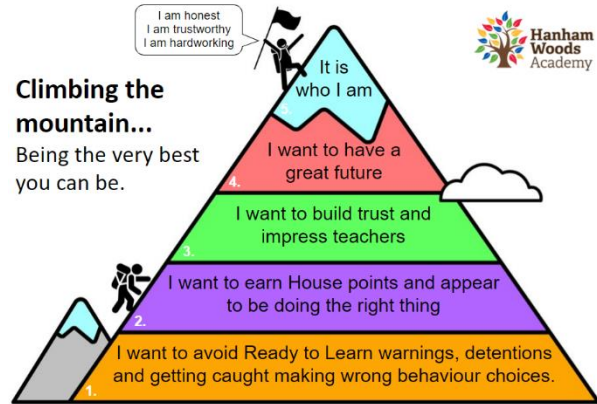 I am honest
I am trustworthy
I am hardworking
Hanham
Woods
Academy
Climbing the
mountain...
Being the very best
you can be.
It is
who I am
5.
I want to have a
great future
4.
I want to build trust and
impress teachers
3.
I want to earn House points and appear
to be doing the right thing
2.
I want to avoid Ready to Learn warnings, detentions
and getting caught making wrong behaviour choices.
1.